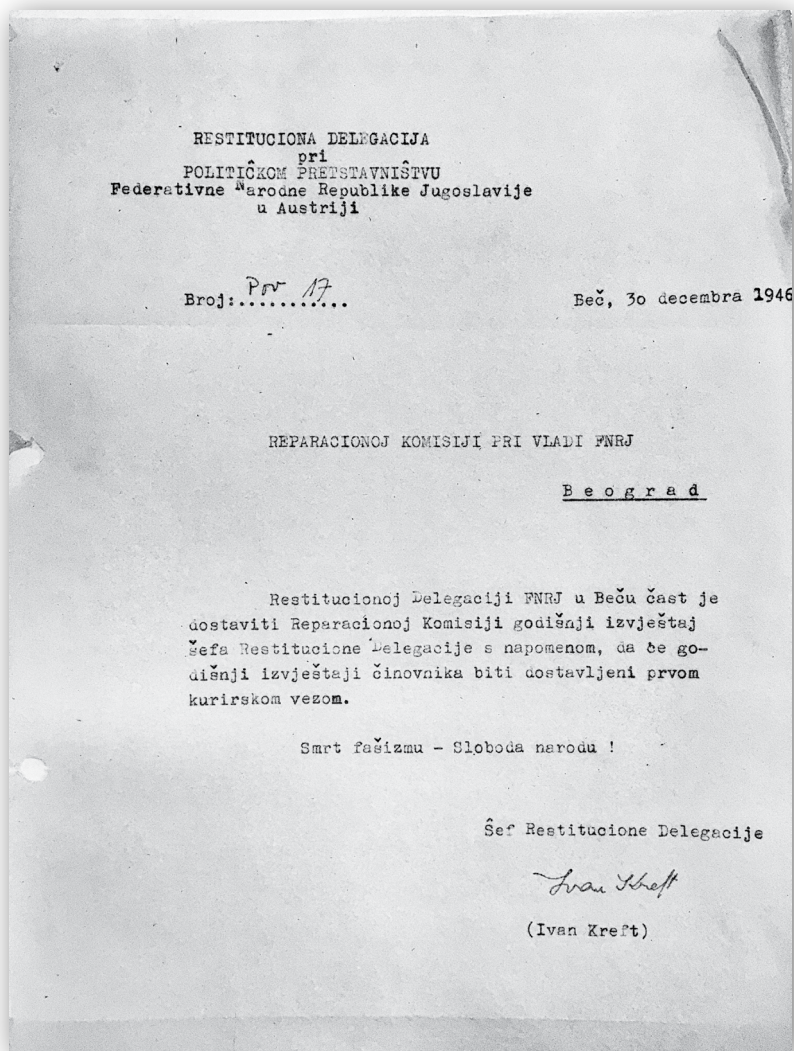 RESTITUCIONA DELEGACIJA
pri
POLITIČKOM PRETSTAVNIŠTVU
Federativne Narodne Republike Jugoslavije
u Austriji
Broj:Pov 17
Beč, 30 decembra 1946
REPARACIONOJ KOMISIJI PRI VLADI FNRJ
Beograd
Restitucionoj Delegaciji FNRJ u Beču čast je
dostaviti Reparacionoj Komisiji godišnji izvještaj
šefa Restitucione Delegacije s napomenom, da će go-
dišnji izvještaji činovnika biti dostavljeni prvom
kurirskom vezom.
Smrt fašizmu - Sloboda narodu !
Šef Restitucione Delegacije
Ivan Kreft
(Ivan Kreft)